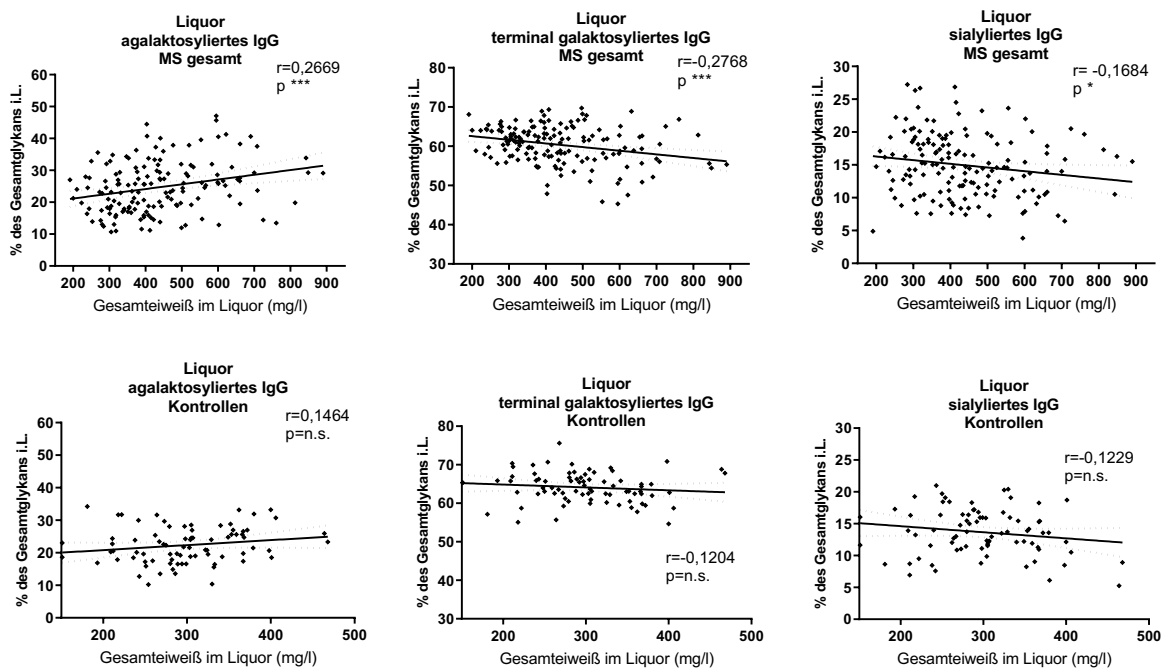 Liquor
agalaktosyliertes IgG
MS gesamt
r=0,2669
p ***
% des Gesamtglykans i.L.
60
50
40
30
20
10
0
200 300 400 500 600 700 800 900
Gesamteiweiß im Liquor (mg/l)
Liquor
terminal galaktosyliertes IgG
MS gesamt
r=-0,2768
p ***
% des Gesamtglykans i.L.
80
70
60
50
40
30
200 300 400 500 600 700 800 900
Gesamteiweiß im Liquor (mg/l)
Liquor
sialyliertes IgG
MS gesamt
r= -0,1684
p *
% des Gesamtglykans i.L.
30
25
20
15
10
5
0
200 300 400 500 600 700 800 900
Gesamteiweiß im Liquor (mg/l)
Liquor
agalaktosyliertes IgG
Kontrollen
r=0,1464
p=n.s.
% des Gesamtglykans i.L.
60
50
40
30
20
10
0
200 300 400 500
Gesamteiweiß im Liquor (mg/l)
Liquor
terminal galaktosyliertes IgG
Kontrollen
% des Gesamtglykans i.L.
80
70
60
50
40
30
r=-0,1204
p=n.s.
200 300 400 500
Gesamteiweiß im Liquor (mg/l)
Liquor
sialyliertes IgG
Kontrollen
r=-0,1229
p=n.s.
% des Gesamtglykans i.L.
30
25
20
15
10
5
0
200 300 400 500
Gesamteiweiß im Liquor (mg/l)